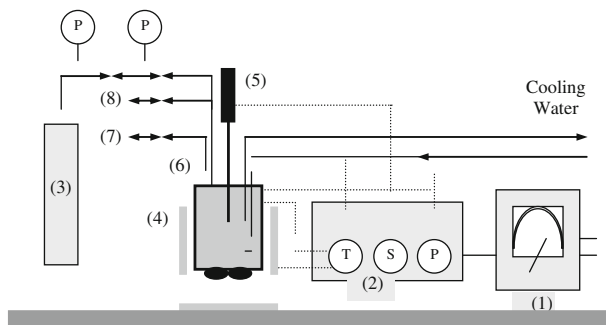 P P
(5)
(8)
Cooling
Water
(7)
(6)
(3)
(4)
T S P
(2)
(1)